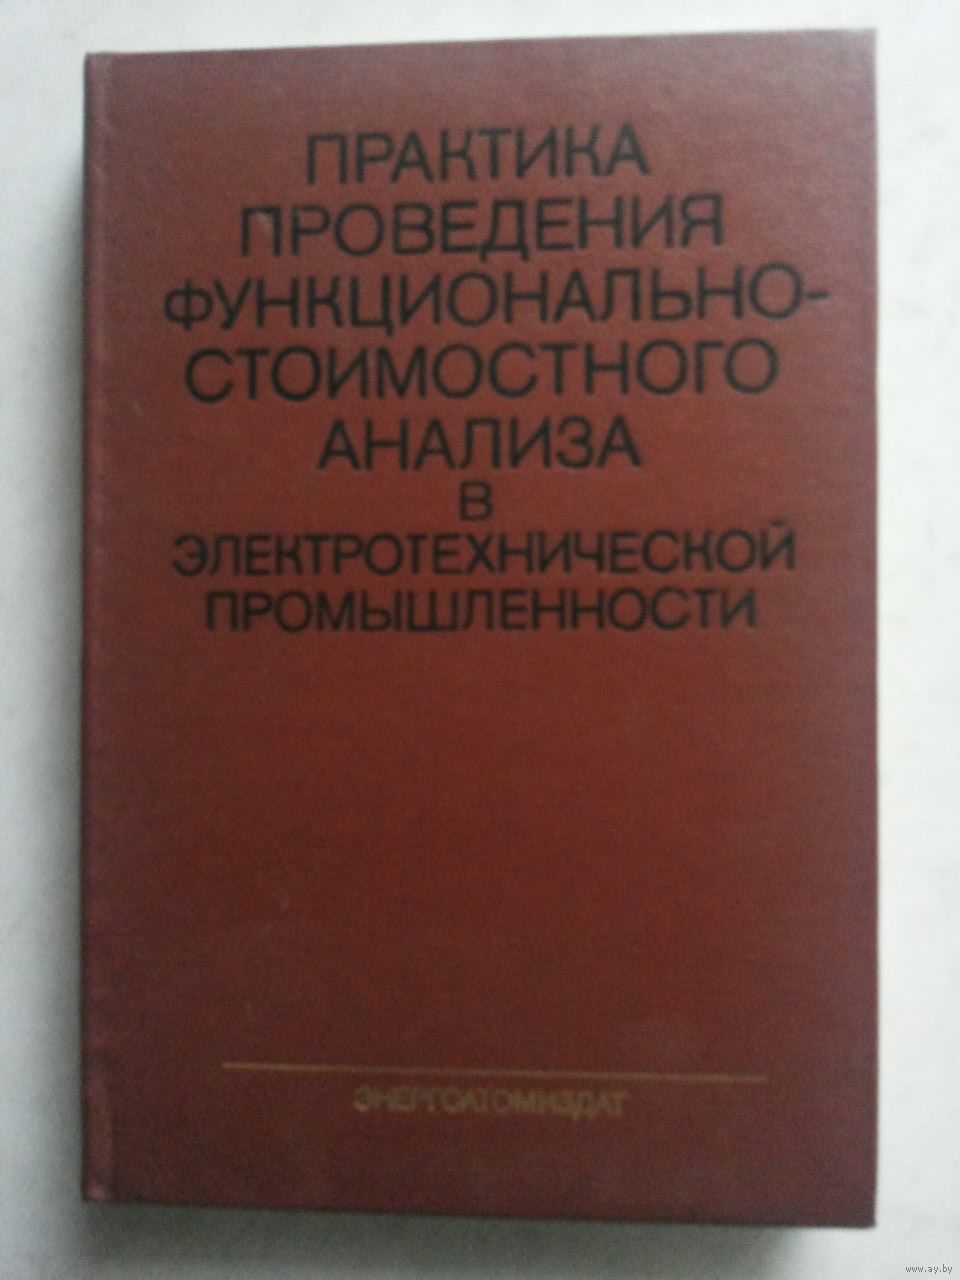 ПРАКТИКА
ПРОВЕДЕНИЯ
ФУНКЦИОНАЛЬНО-
СТОИМОСТНОГО
АНАЛИЗА
В
ЭЛЕКТРОТЕХНИЧЕСКОЙ
ПРОМЫШЛЕННОСТИ
ЭНЕРГОАТОМИЗДАТ
www.ay.by